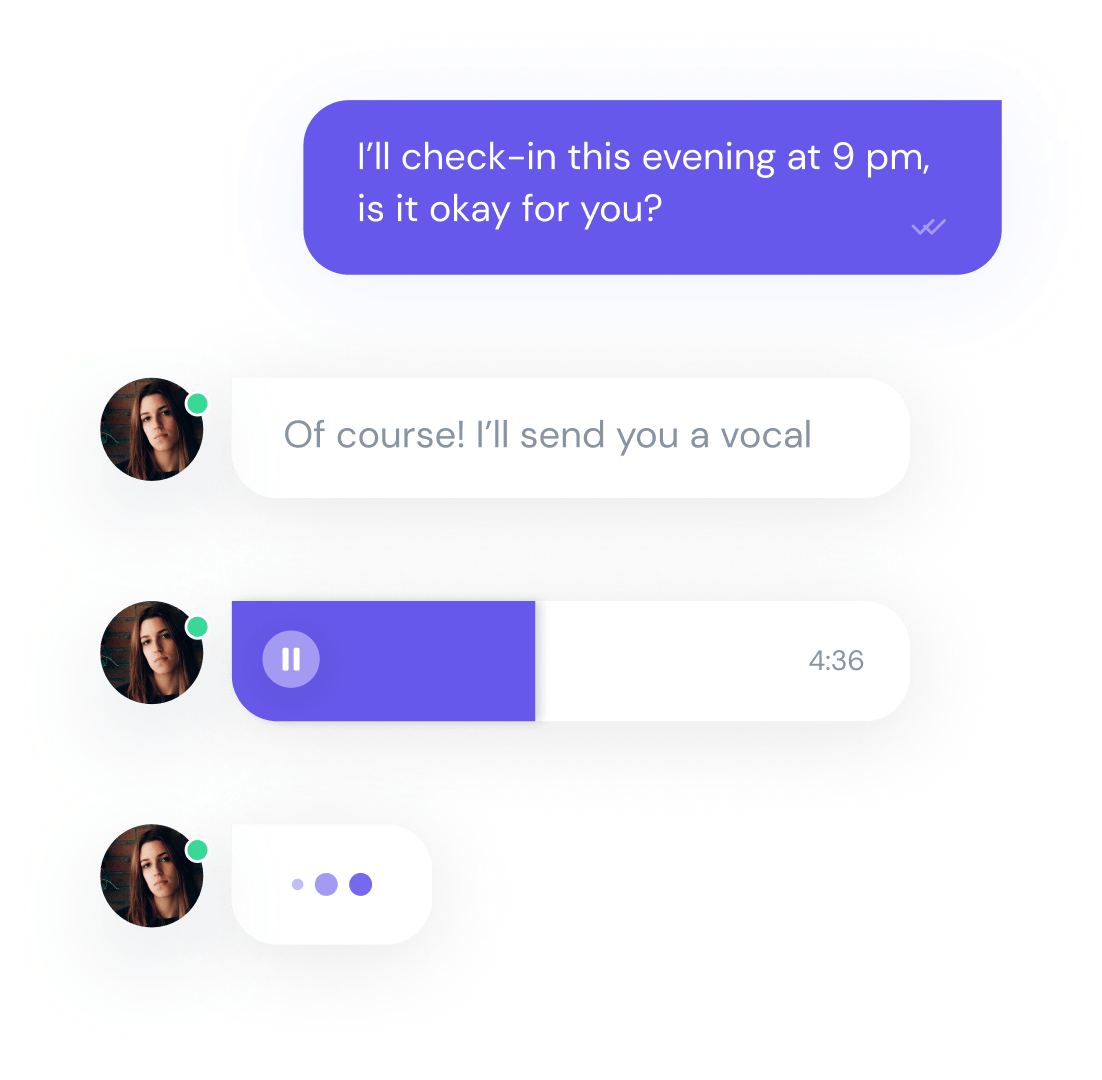 I’ll check-in this evening at 9 pm,
is it okay for you?
Of course! I’ll send you a vocal
4:36